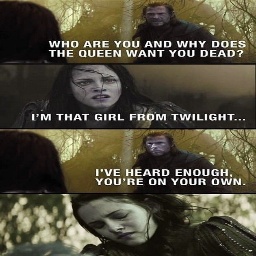 WHO ARE YOU AND WHY DOES
THE QUEEN WANT YOU DEAD?
I'M THAT GIRL FROM TWILIGHT...
I'VE HEARD ENOUGH,
YOU'RE ON YOUR OWN.